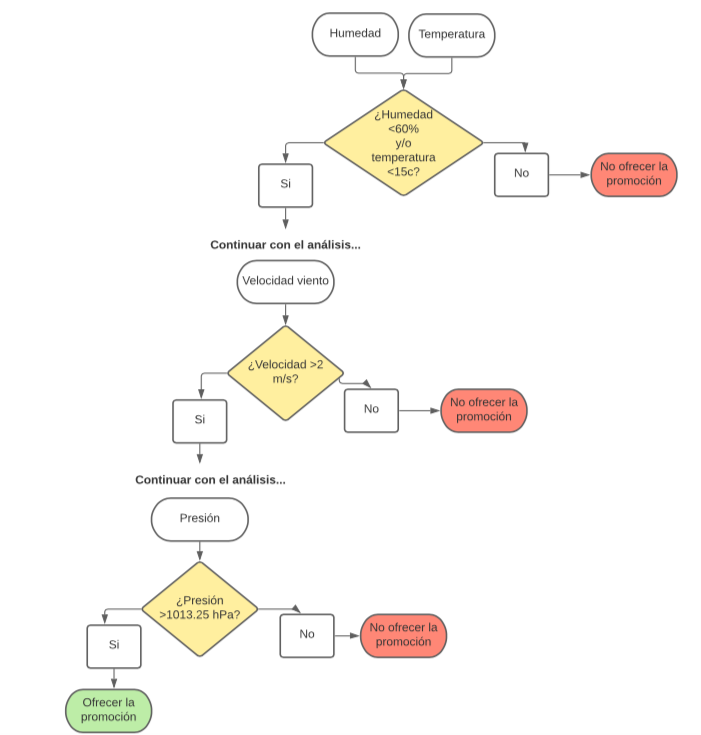 Humedad
Temperatura
¿Humedad
<60%
y/o
temperatura
<15c?
Si
No
No ofrecer la
promoción
Continuar con el análisis...
Velocidad viento
¿Velocidad >2
m/s?
Si
No
No ofrecer la
promoción
Continuar con el análisis...
Presión
¿Presión
>1013.25 hPa?
Si
No
No ofrecer la
promoción
Ofrecer la
promoción